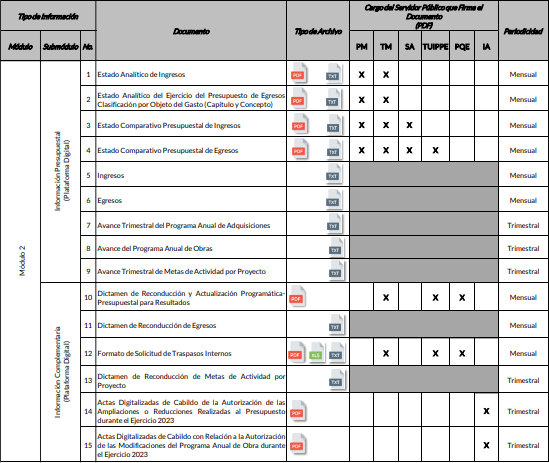 Tipo de Información
Documento
Tipo de Archivo
Cargo del Servidor Público que Firma el
Documento
(PDF)
Periodicidad
Módulo
Submódulo
No.
PM
TM
SA
TUIPPE
PQE
IA
Módulo 2
Información Presupuestal
(Plataforma Digital)
1
Estado Analítico de Ingresos
PDF
TXT
X
X
Mensual
2
Estado Analítico del Ejercicio del Presupuesto de Egresos
Clasificación por Objeto del Gasto (Capítulo y Concepto)
PDF
TXT
X
X
Mensual
3
Estado Comparativo Presupuestal de Ingresos
PDF
TXT
X
X
X
Mensual
4
Estado Comparativo Presupuestal de Egresos
PDF
TXT
X
X
X
X
Mensual
5
Ingresos
TXT
Mensual
6
Egresos
TXT
Mensual
7
Avance Trimestral del Programa Anual de Adquisiciones
TXT
Trimestral
8
Avance del Programa Anual de Obras
TXT
Trimestral
9
Avance Trimestral de Metas de Actividad por Proyecto
TXT
Trimestral
Información Complementaria
(Plataforma Digital)
10
Dictamen de Reconducción y Actualización Programática-
Presupuestal para Resultados
PDF
X
X
X
Mensual
11
Dictamen de Reconducción de Egresos
TXT
Mensual
12
Formato de Solicitud de Traspasos Internos
PDF
XLS
TXT
X
X
X
Mensual
13
Dictamen de Reconducción de Metas de Actividad por
Proyecto
TXT
Trimestral
14
Actas Digitalizadas de Cabildo de la Autorización de las
Ampliaciones o Reducciones Realizadas al Presupuesto
durante el Ejercicio 2023
PDF
X
Trimestral
15
Actas Digitalizadas de Cabildo con Relación a la Autorización
de las Modificaciones del Programa Anual de Obra durante
el Ejercicio 2023
PDF
X
Trimestral